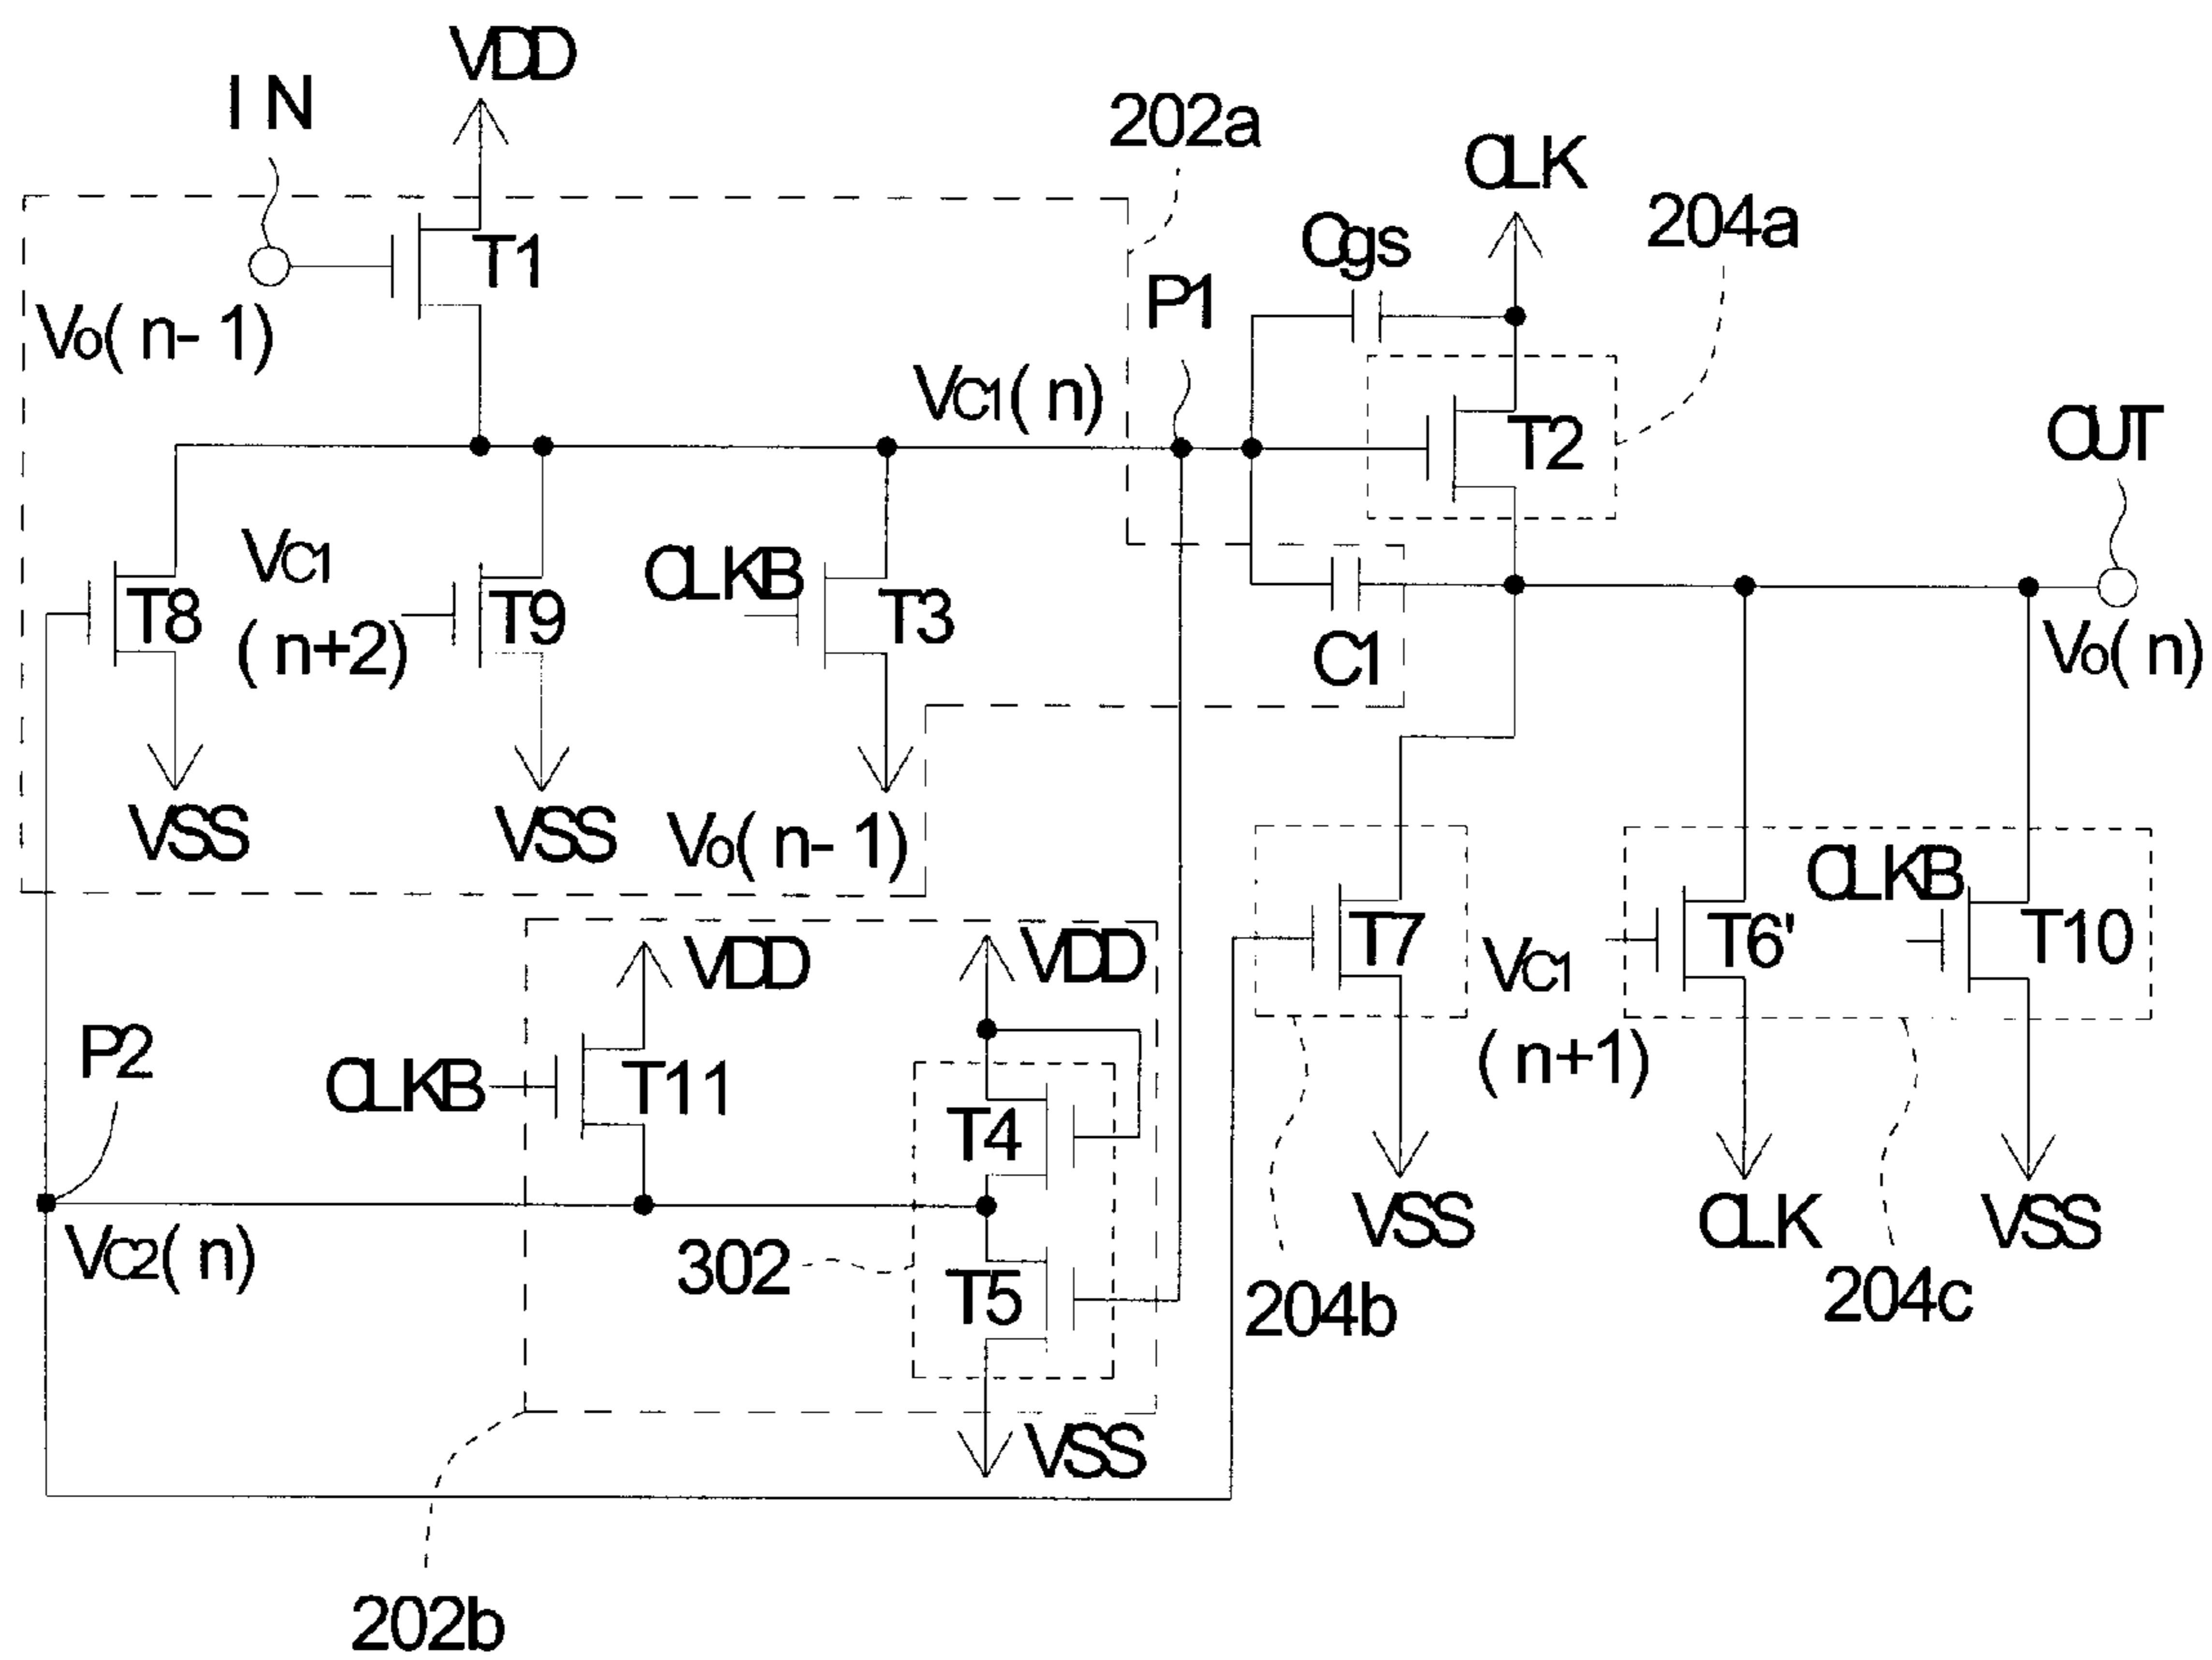 VDD
IN
202a
CLK
204a
Cgs
T1
P1
Vo(n-1)
VC1(n)
T2
OUT
VC1
(n+2)
CLKB
T8
T9
T3
C1
Vo(n)
VSS
VSS
Vo(n-1)
CLKB
VDD
VDD
T7
T6'
T10
VC1
(n+1)
P2
CLKB
T11
T4
VSS
CLK
VSS
VC2(n)
302
T5
204b
204c
VSS
202b